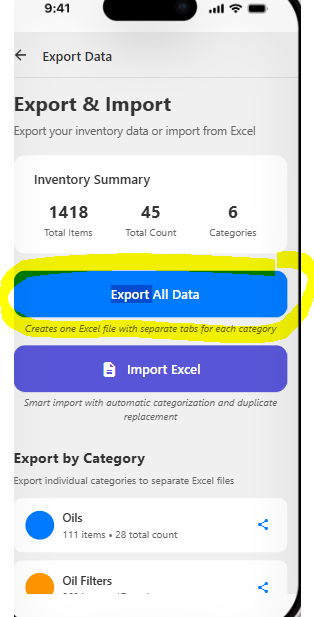 9:41
Export Data
Export & Import
Export your inventory data or import from Excel
Inventory Summary
1418 45 6
Total Items Total Count Categories
Export All Data
Creates one Excel file with separate tabs for each category
Import Excel
Smart import with automatic categorization and duplicate
replacement
Export by Category
Export individual categories to separate Excel files
Oils
111 items • 28 total count
Oil Filters